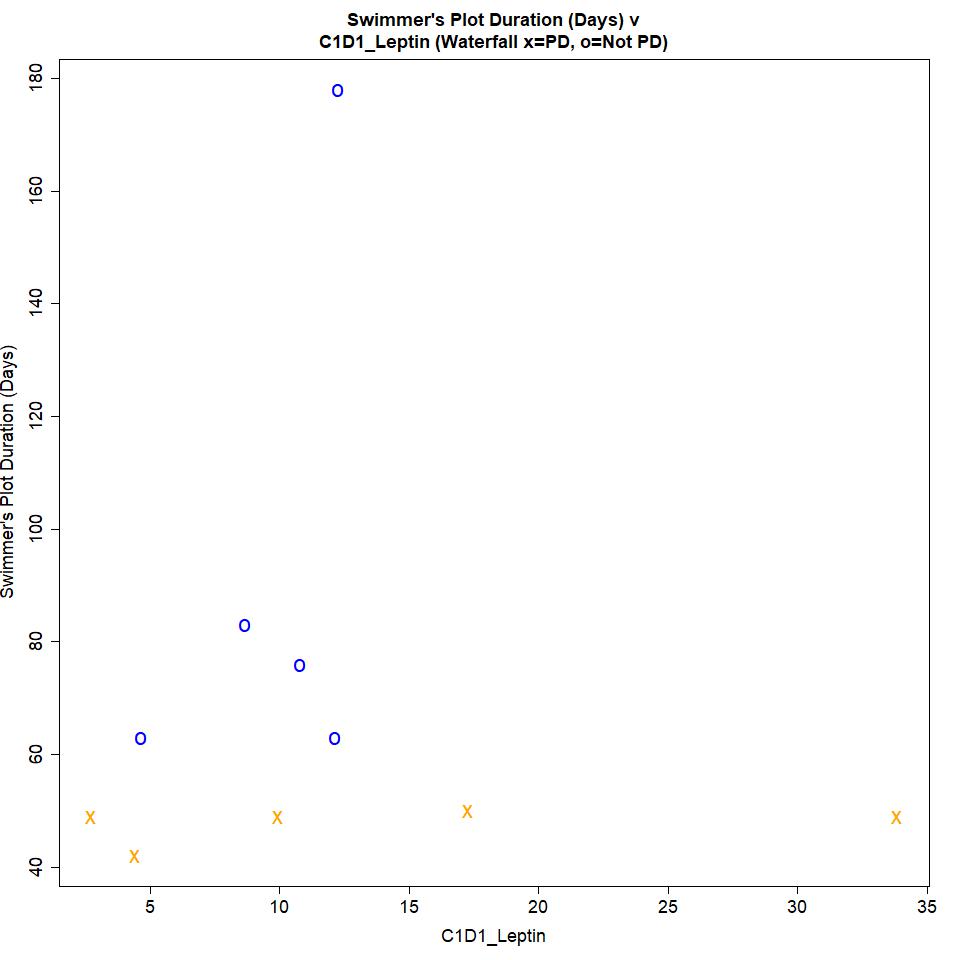 Swimmer's Plot Duration (Days) v
C1D1_Leptin (Waterfall x=PD, o=Not PD)
Swimmer's Plot Duration (Days)
180
160
140
120
100
80
60
40
o
o
o
o
o
x
x
x
x
x
5
10
15
20
25
30
35
C1D1_Leptin